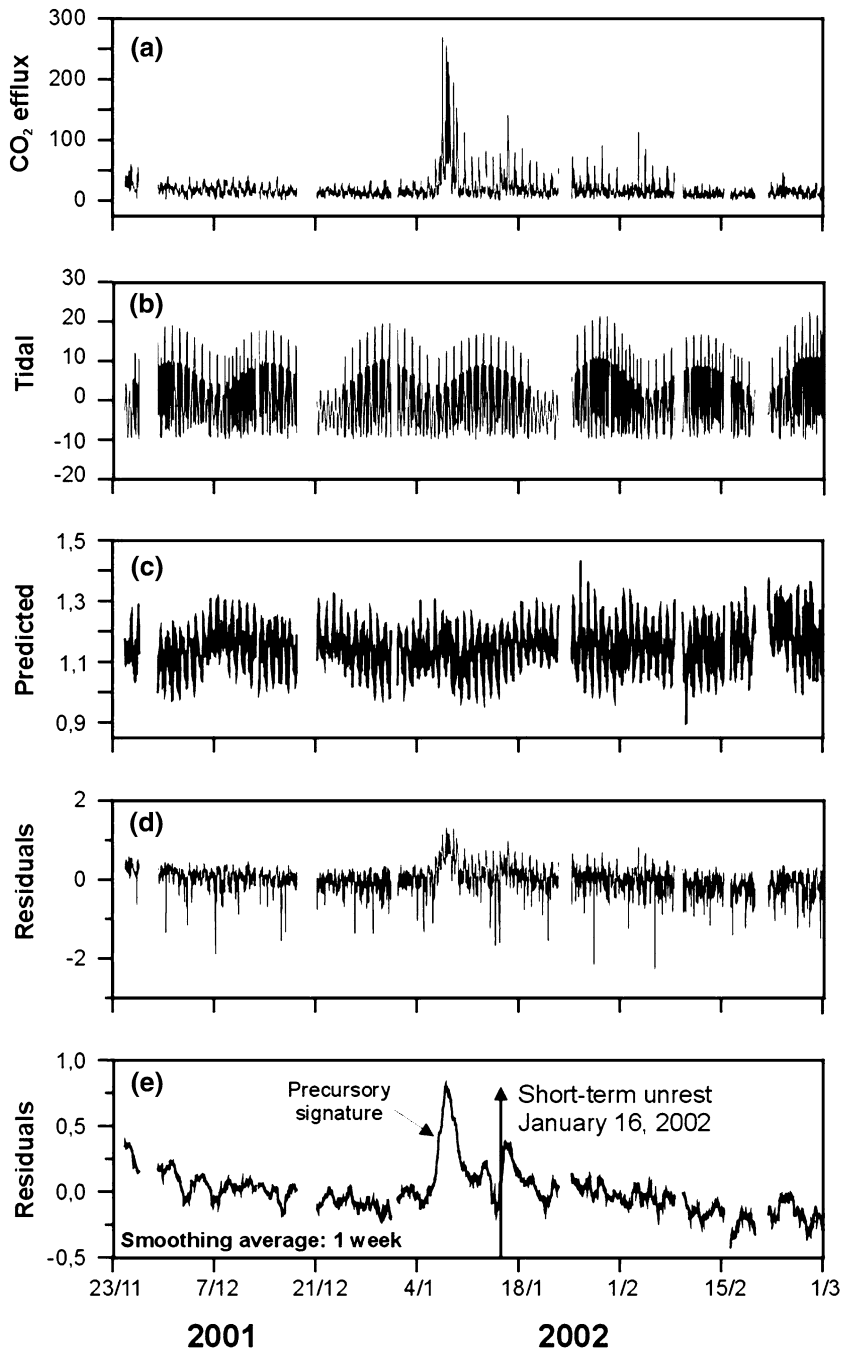 300
(a)
200
CO₂ efflux
100
0
30
(b)
20
Tidal
10
0
-10
-20
1,5
(c)
1,3
Predicted
1,1
0,9
2
(d)
Residuals
0
-2
1,0
(e)
Precursory
signature
Short-term unrest
January 16, 2002
0,5
Residuals
0,0
Smoothing average: 1 week
-0,5
23/11 7/12 21/12 4/1 18/1 1/2 15/2 1/3
2001 2002